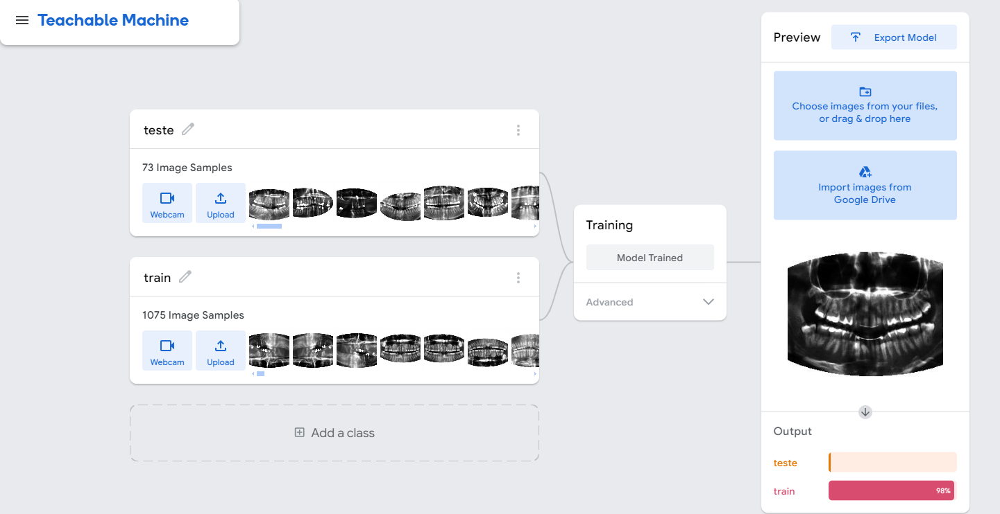 Teachable Machine
Preview
Export Model
Choose images from your files,
or drag & drop here
Import images from
Google Drive
teste
73 Image Samples
Webcam
Upload
train
1075 Image Samples
Webcam
Upload
Add a class
Training
Model Trained
Advanced
Output
teste
train
98%